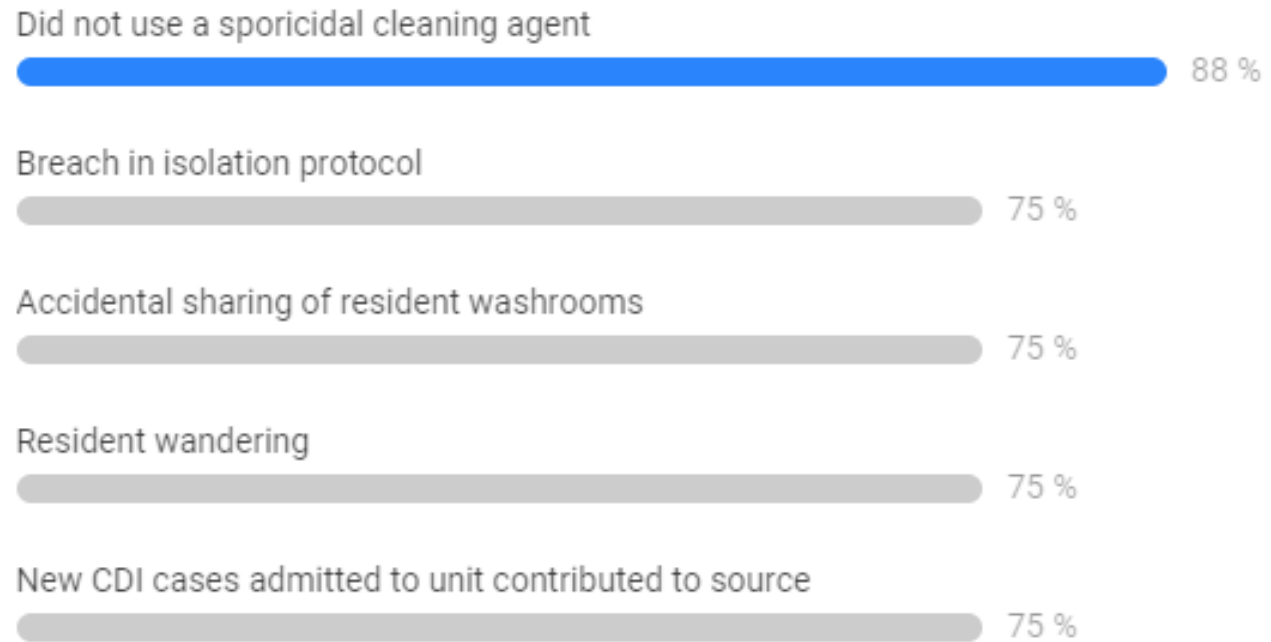 Did not use a sporicidal cleaning agent
88 %
Breach in isolation protocol
75 %
Accidental sharing of resident washrooms
75 %
Resident wandering
75 %
New CDI cases admitted to unit contributed to source
75 %